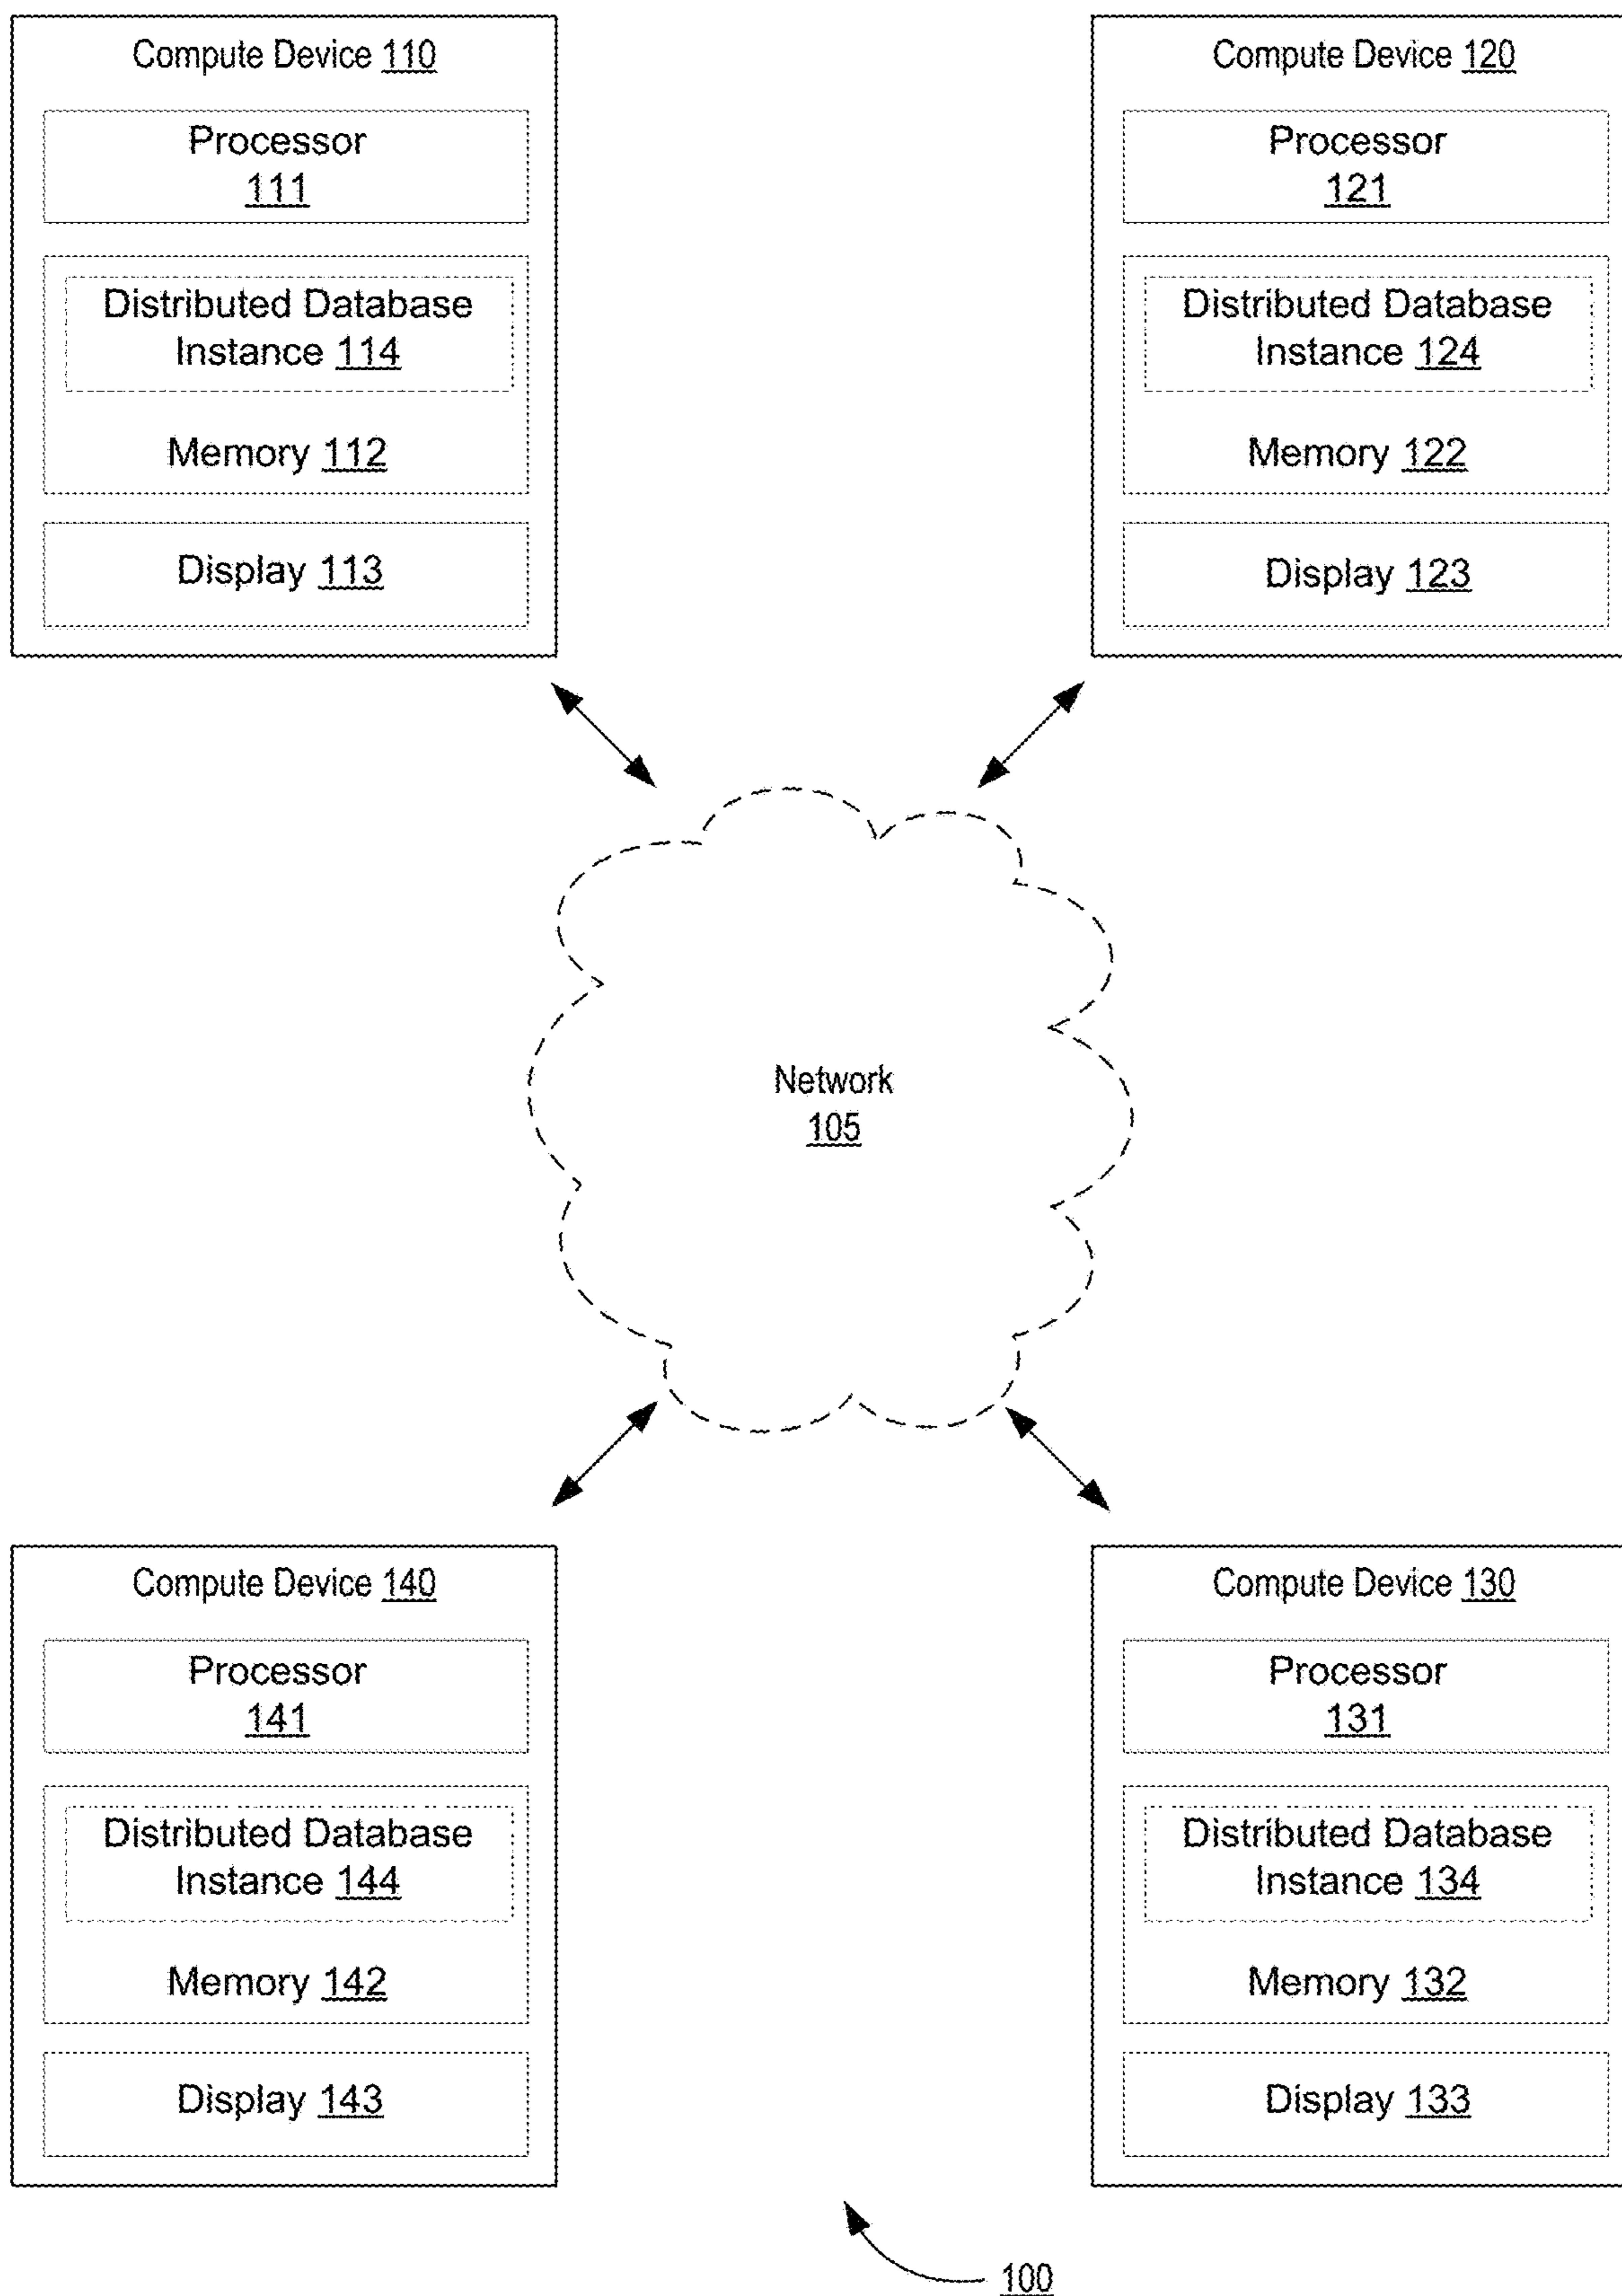 Compute Device 110
Processor
111
Distributed Database
Instance 114
Memory 112
Display 113
Compute Device 120
Processor
121
Distributed Database
Instance 124
Memory 122
Display 123
Network
105
Compute Device 140
Processor
141
Distributed Database
Instance 144
Memory 142
Display 143
Compute Device 130
Processor
131
Distributed Database
Instance 134
Memory 132
Display 133
100